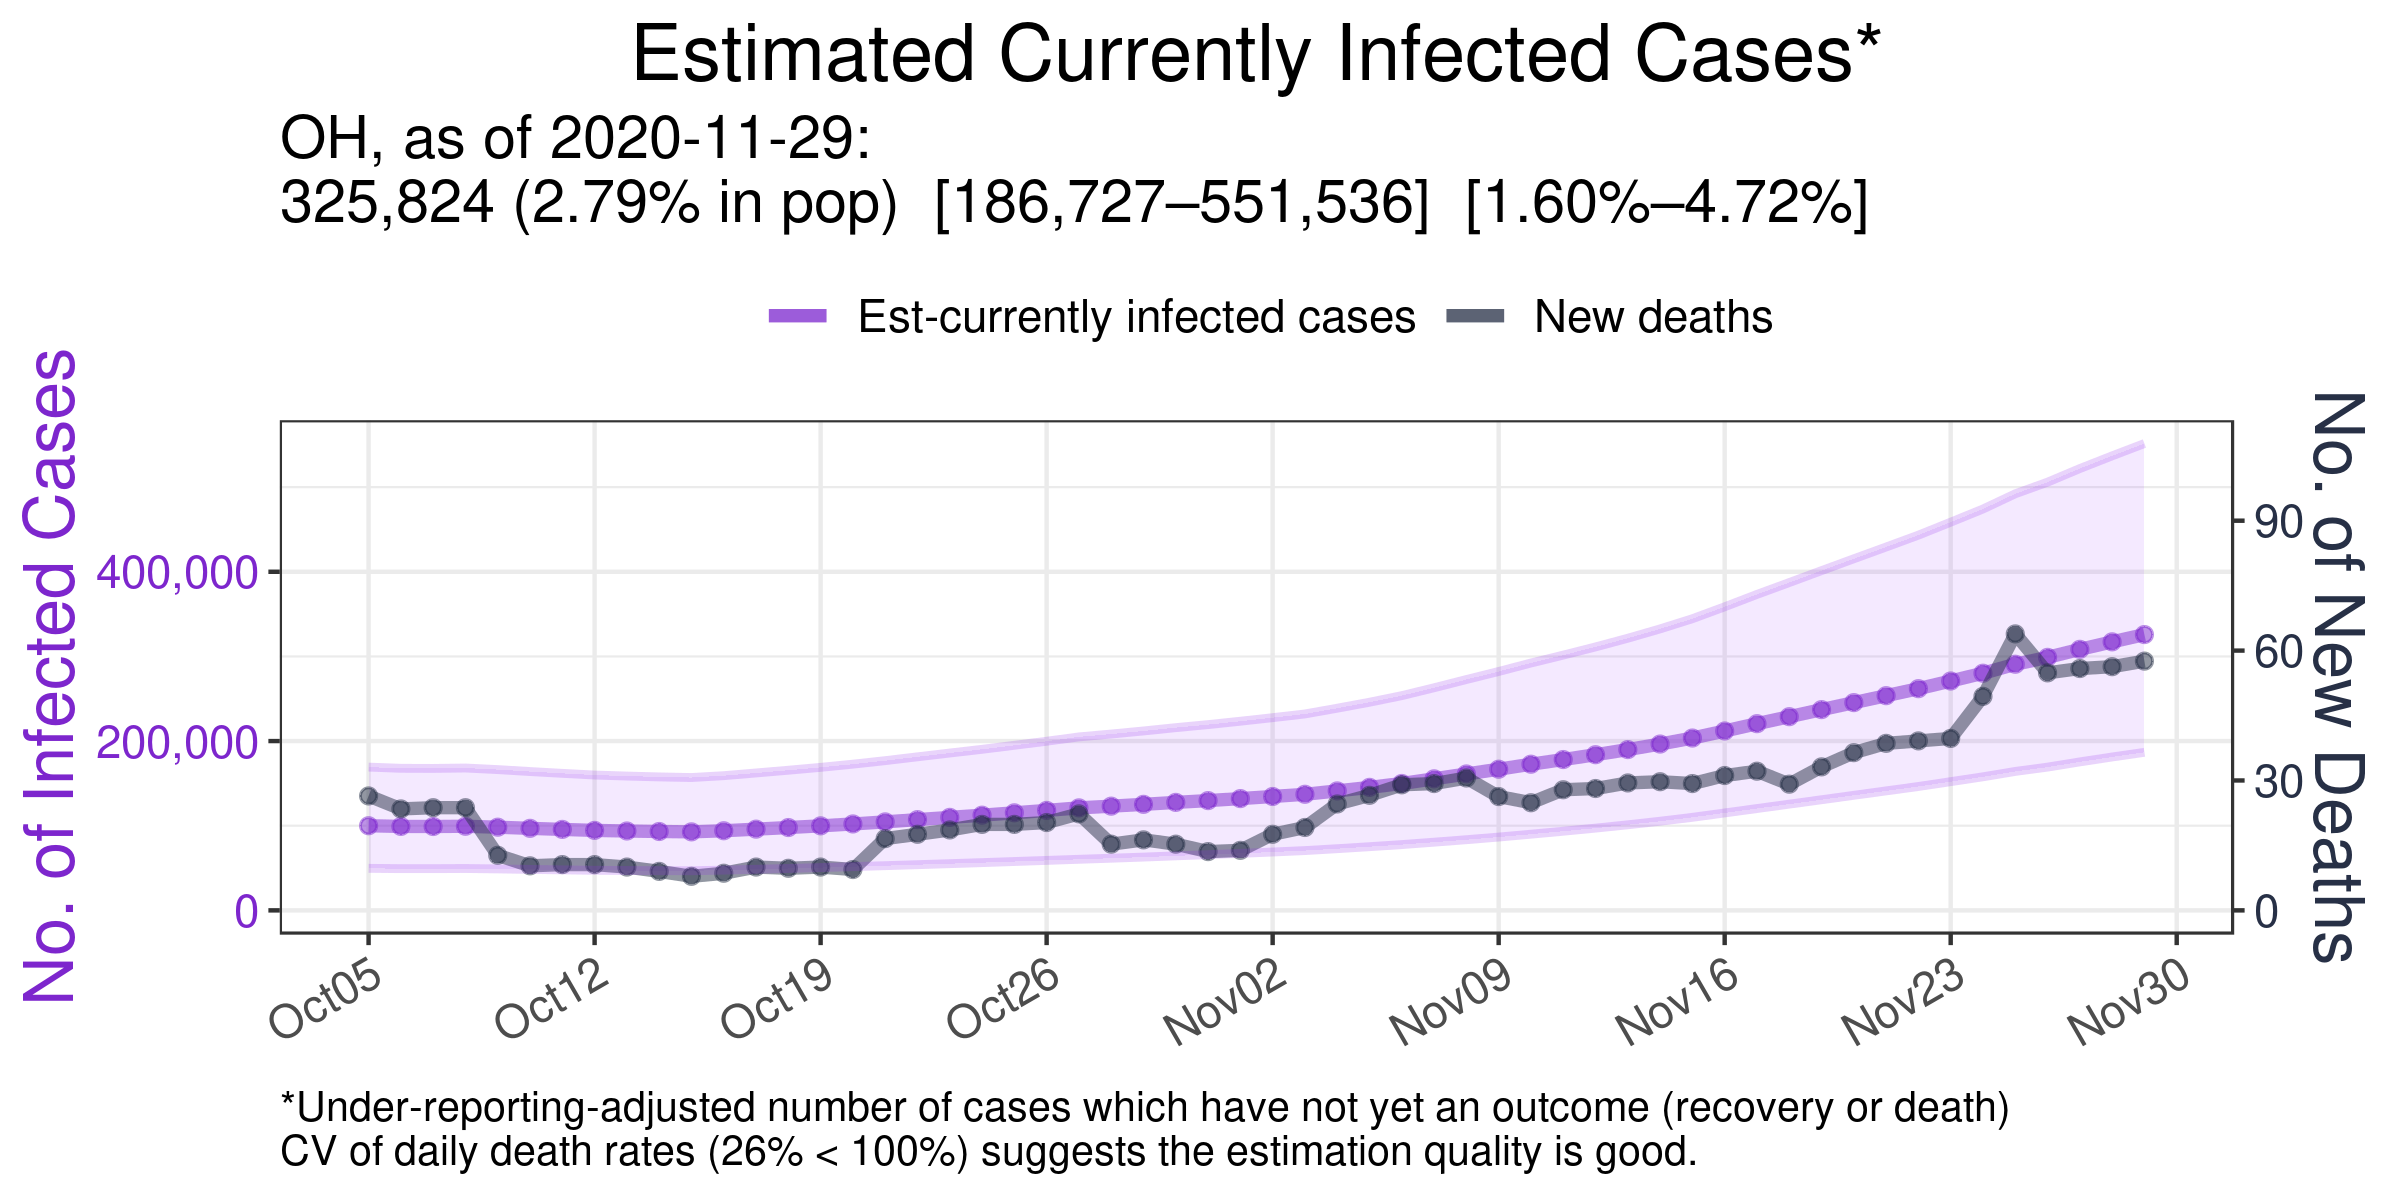 Estimated Currently Infected Cases*
OH, as of 2020-11-29:
325,824 (2.79% in pop)  [186,727–551,536]  [1.60%–4.72%]
Est-currently infected cases
New deaths
No. of Infected Cases
400,000
200,000
0
No. of New Deaths
90
60
30
0
Oct05
Oct12
Oct19
Oct26
Nov02
Nov09
Nov16
Nov23
Nov30
*Under-reporting-adjusted number of cases which have not yet an outcome (recovery or death)
CV of daily death rates (26% < 100%) suggests the estimation quality is good.